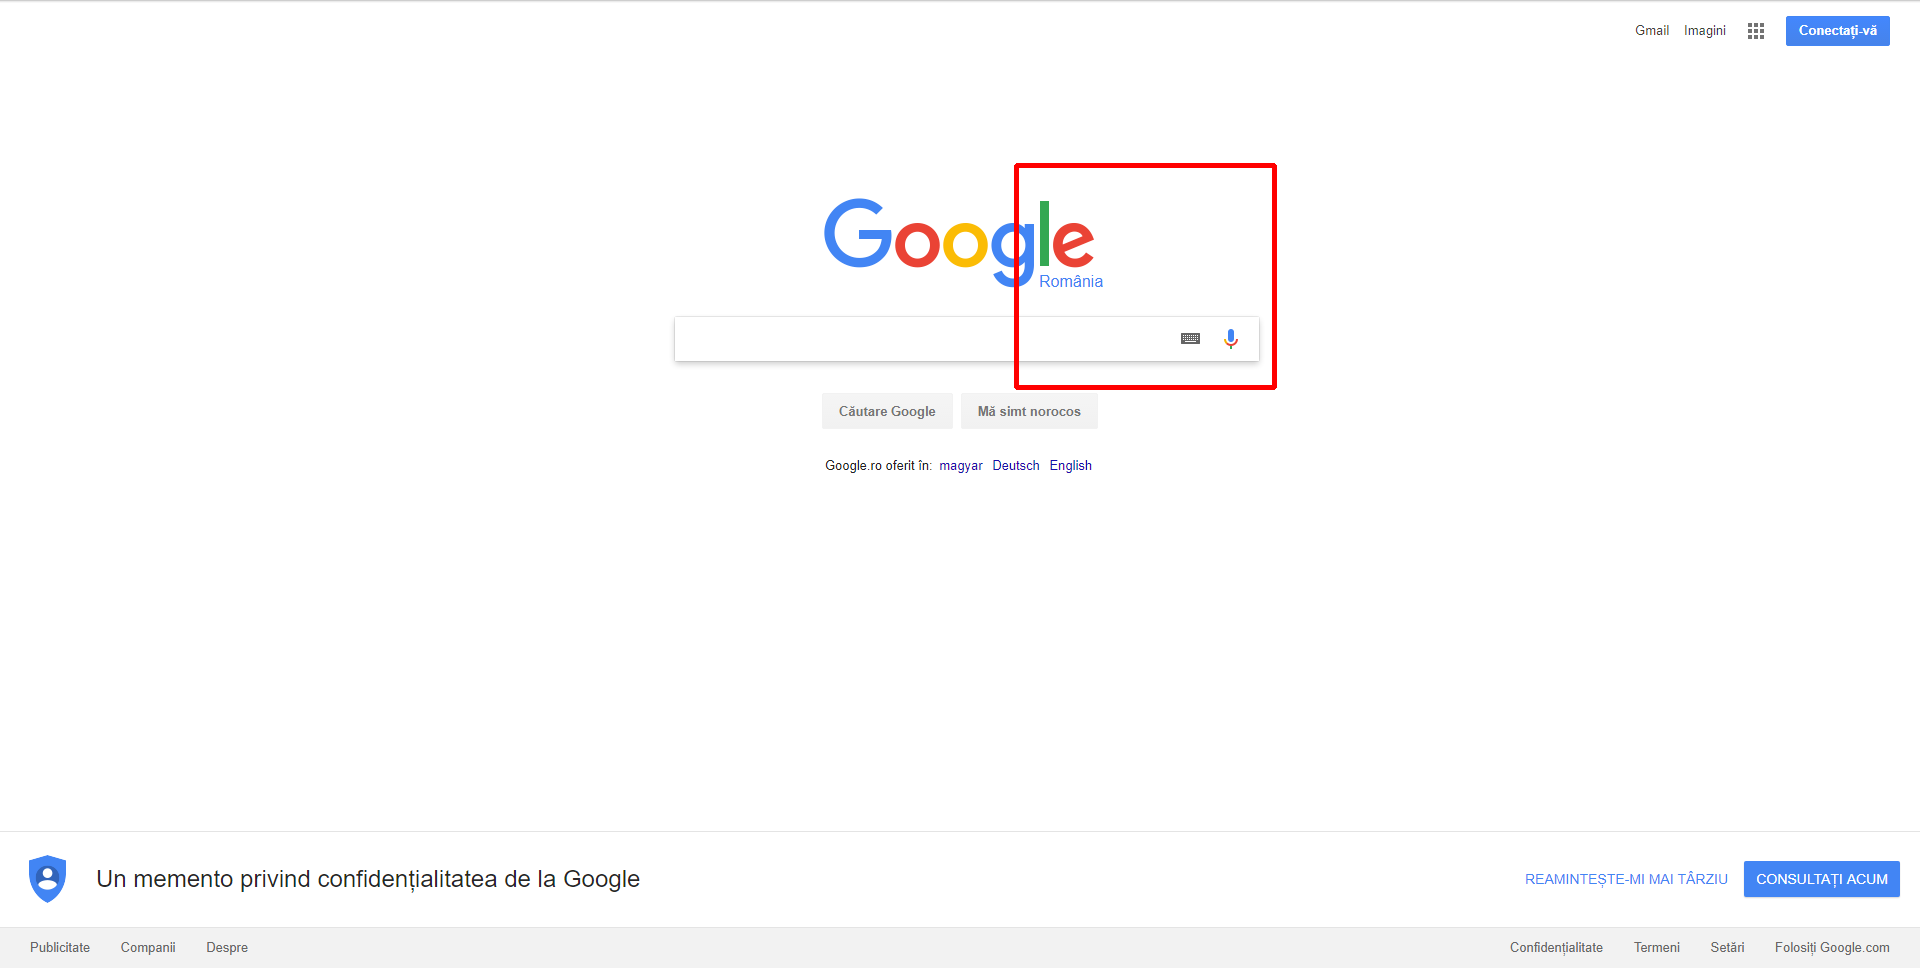 Gmail Imagini Conectați-vă
Google
România
Căutare Google Mă simt norocos
Google.ro oferit în: magyar Deutsch English
Un memento privind confidențialitatea de la Google REAMINTEȘTE-MI MAI TÂRZIU CONSULTAȚI ACUM
Publicitate Companii Despre Confidențialitate Termeni Setări Folosiți Google.com